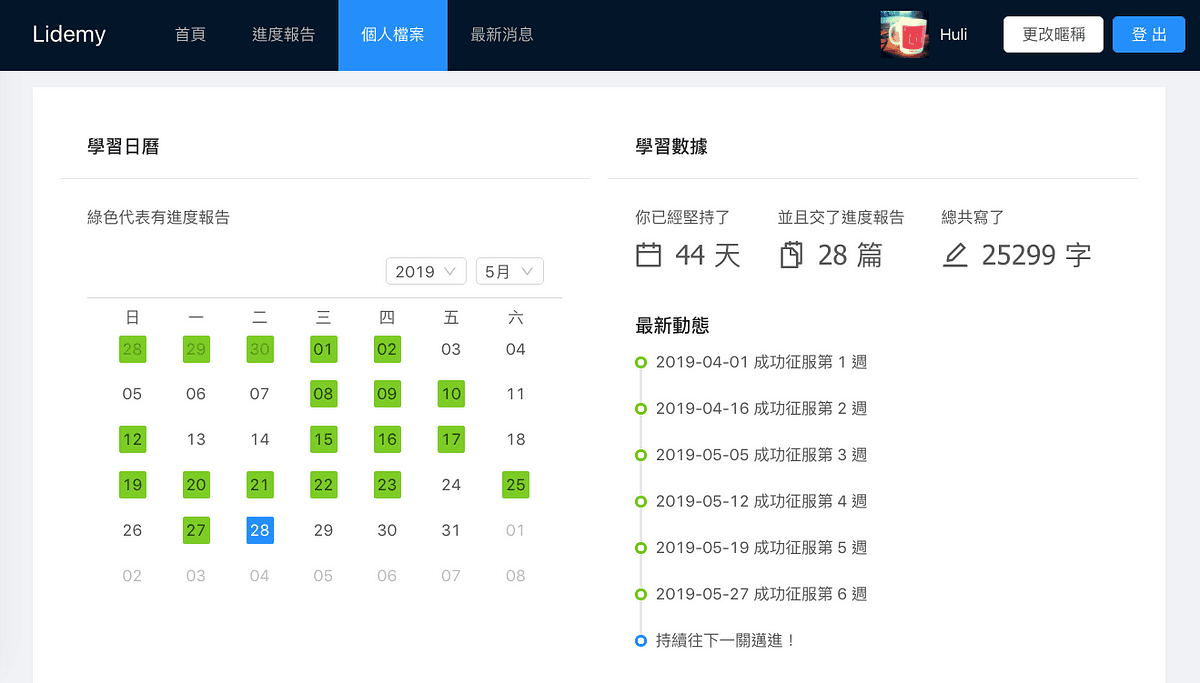 Lidemy 首頁 進度報告 個人檔案 最新消息 Huli 更改暱稱 登出
學習日曆
綠色代表有進度報告
2019 5月
日 一 二 三 四 五 六
28 29 30 01 02 03 04
05 06 07 08 09 10 11
12 13 14 15 16 17 18
19 20 21 22 23 24 25
26 27 28 29 30 31 01
02 03 04 05 06 07 08
學習數據
你已經堅持了 並且交了進度報告 總共寫了
44 天 28 篇 25299 字
最新動態
2019-04-01 成功征服第 1 週
2019-04-16 成功征服第 2 週
2019-05-05 成功征服第 3 週
2019-05-12 成功征服第 4 週
2019-05-19 成功征服第 5 週
2019-05-27 成功征服第 6 週
持續往下一關邁進！